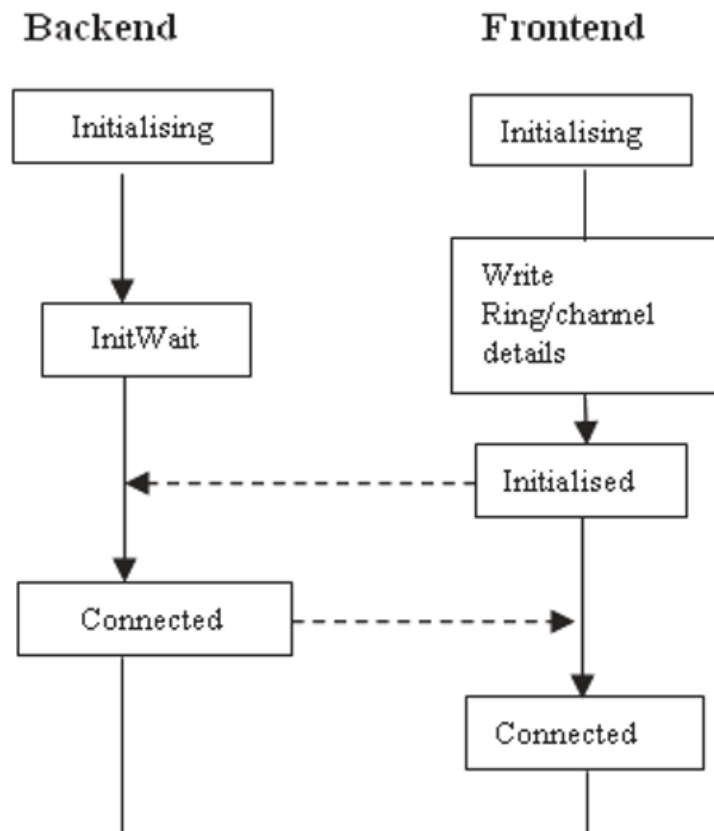 Backend
Frontend
Initialising
Initialising
Write
Ring/channel
details
InitWait
Initialised
Connected
Connected